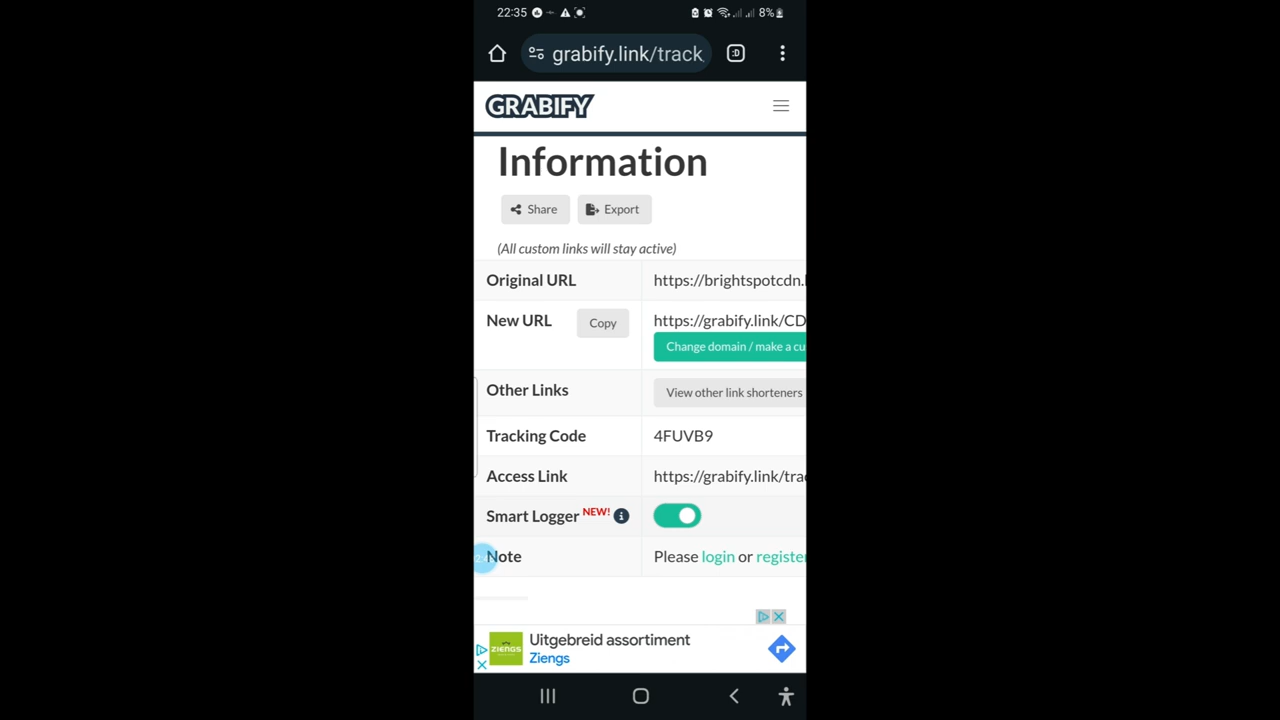 22:35
8%
grabify.link/track
:D
GRABIFY
Information
Share Export
(All custom links will stay active)
Original URL https://brightspotcdn.
New URL Copy https://grabify.link/CD
Change domain / make a cu
Other Links View other link shorteners
Tracking Code 4FUVB9
Access Link https://grabify.link/tra
Smart Logger NEW!
Note Please login or register
ZIENGS
Uitgebreid assortiment
Ziengs